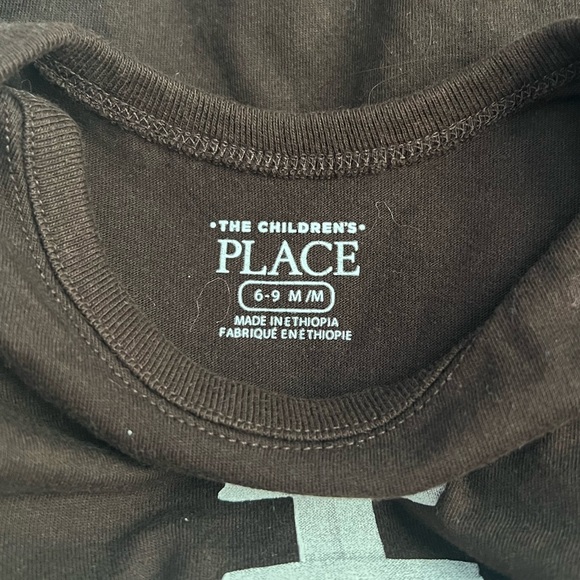 •THE CHILDREN'S•
PLACE
6-9 M/M
MADE IN ETHIOPIA
FABRIQUÉ EN ÉTHIOPIE